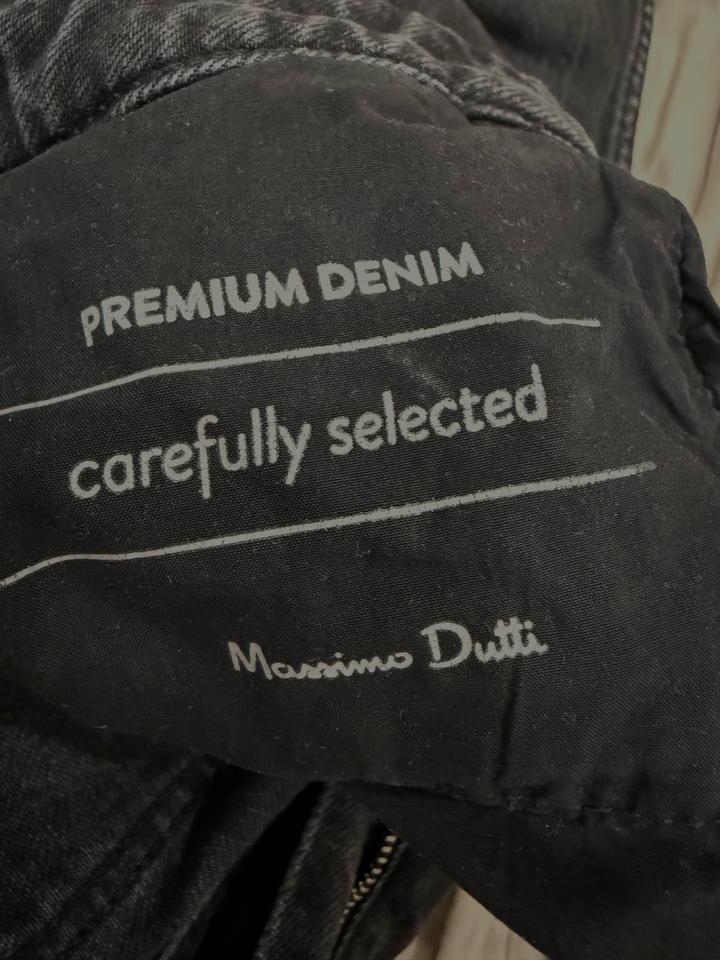 PREMIUM DENIM
carefully selected
Massimo Dutti